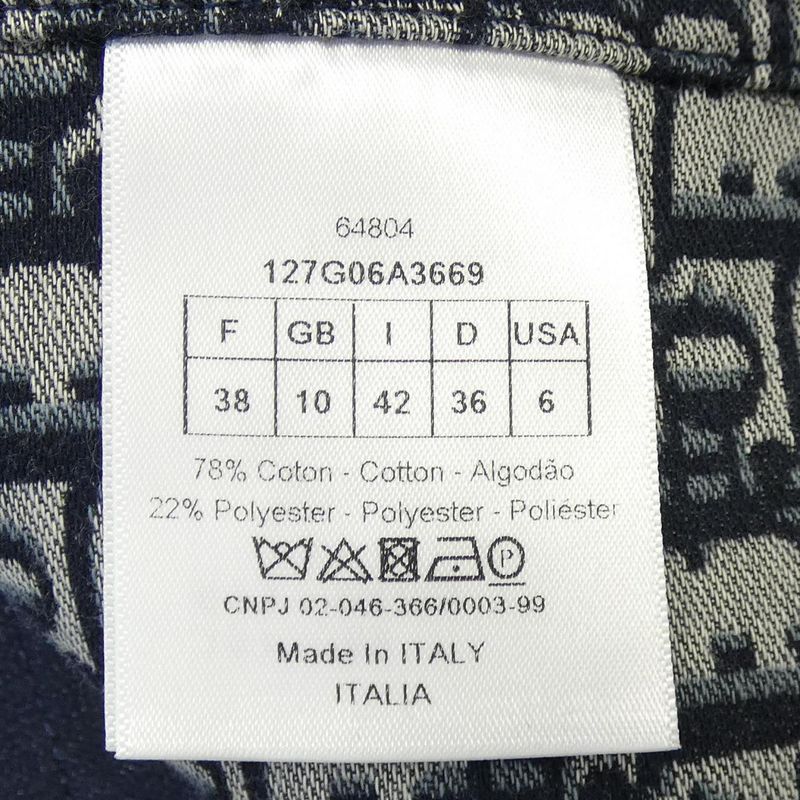 64804
127G06A3669
F GB I D USA
38 10 42 36 6
78% Coton - Cotton - Algodão
22% Polyester - Polyester - Poliéster
P
CNPJ 02-046-366/0003-99
Made In ITALY
ITALIA